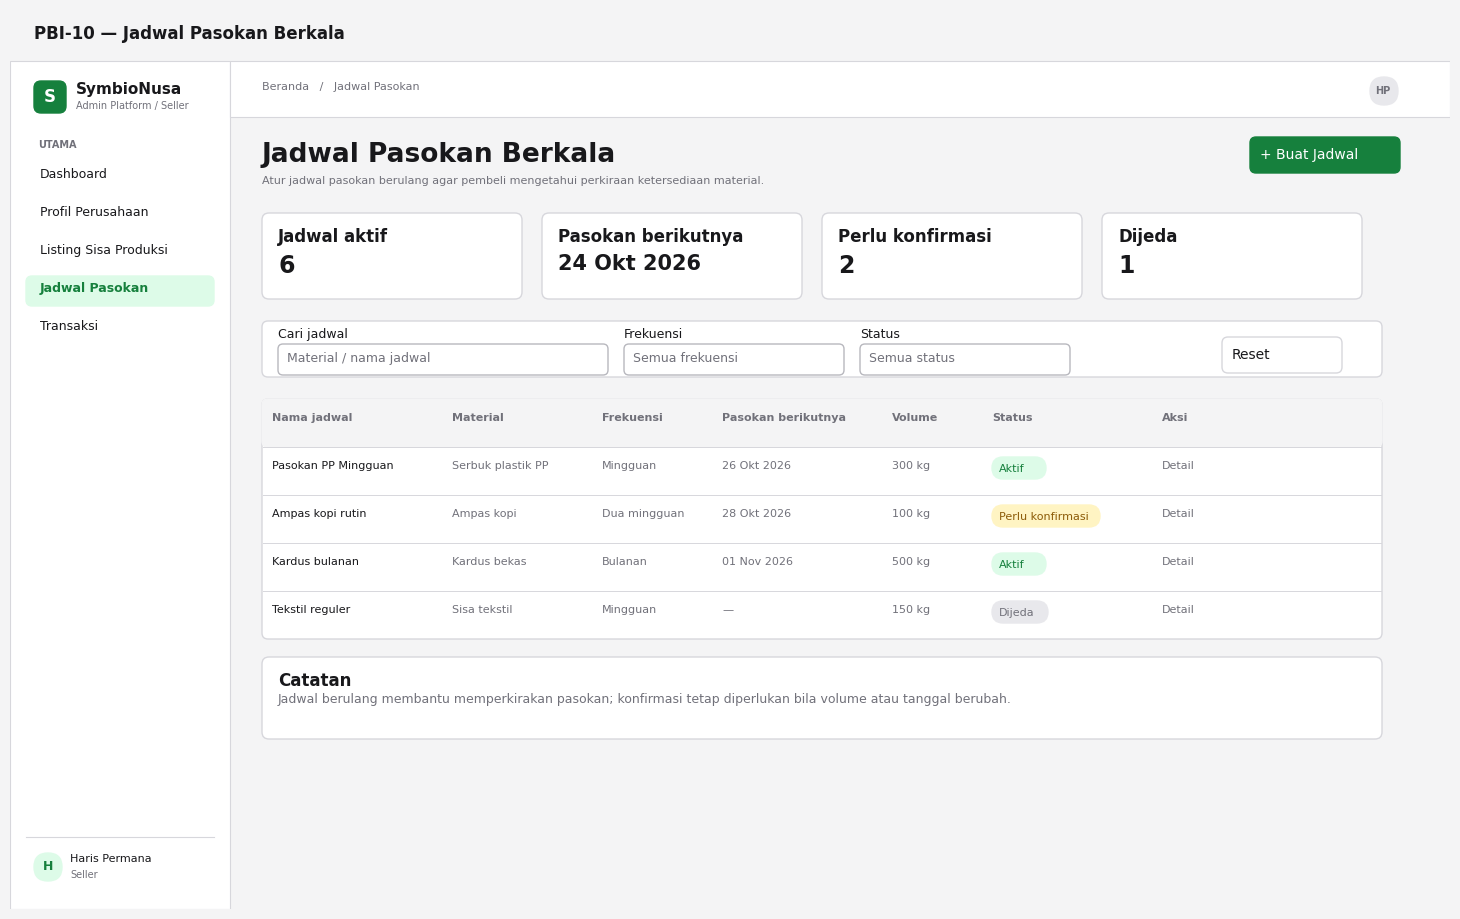 PBI-10 — Jadwal Pasokan Berkala
S
SymbioNusa
Admin Platform / Seller
UTAMA
Dashboard
Profil Perusahaan
Listing Sisa Produksi
Jadwal Pasokan
Transaksi
H
Haris Permana
Seller
Beranda / Jadwal Pasokan
HP
Jadwal Pasokan Berkala
Atur jadwal pasokan berulang agar pembeli mengetahui perkiraan ketersediaan material.
+ Buat Jadwal
Jadwal aktif
6
Pasokan berikutnya
24 Okt 2026
Perlu konfirmasi
2
Dijeda
1
Cari jadwal
Material / nama jadwal
Frekuensi
Semua frekuensi
Status
Semua status
Reset
Nama jadwal Material Frekuensi Pasokan berikutnya Volume Status Aksi
Pasokan PP Mingguan Serbuk plastik PP Mingguan 26 Okt 2026 300 kg Aktif Detail
Ampas kopi rutin Ampas kopi Dua mingguan 28 Okt 2026 100 kg Perlu konfirmasi Detail
Kardus bulanan Kardus bekas Bulanan 01 Nov 2026 500 kg Aktif Detail
Tekstil reguler Sisa tekstil Mingguan — 150 kg Dijeda Detail
Catatan
Jadwal berulang membantu memperkirakan pasokan; konfirmasi tetap diperlukan bila volume atau tanggal berubah.